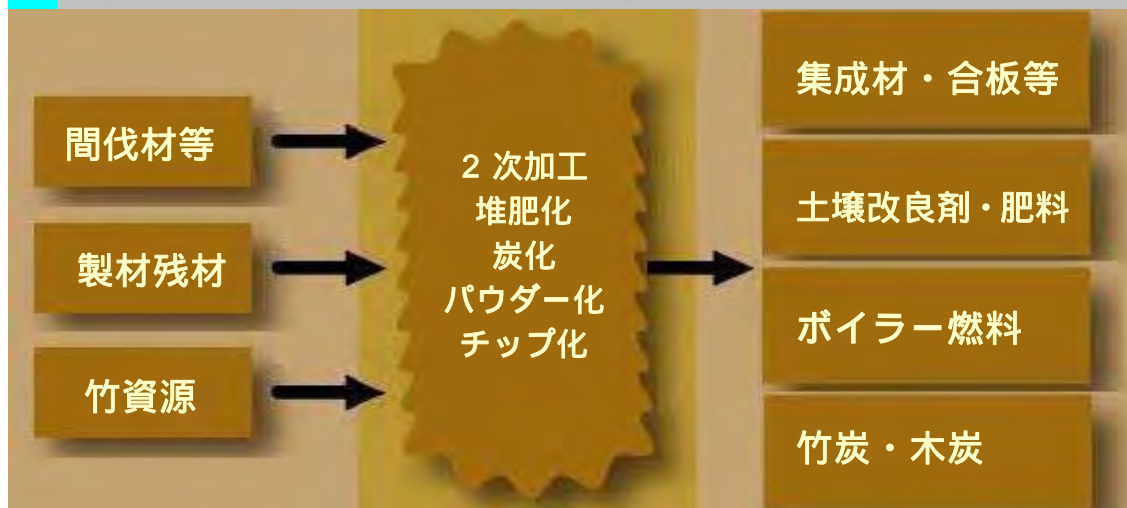 間伐材等
製材残材
竹資源
2 次加工
堆肥化
炭化
パウダー化
チップ化
集成材・合板等
土壌改良剤・肥料
ボイラー燃料
竹炭・木炭